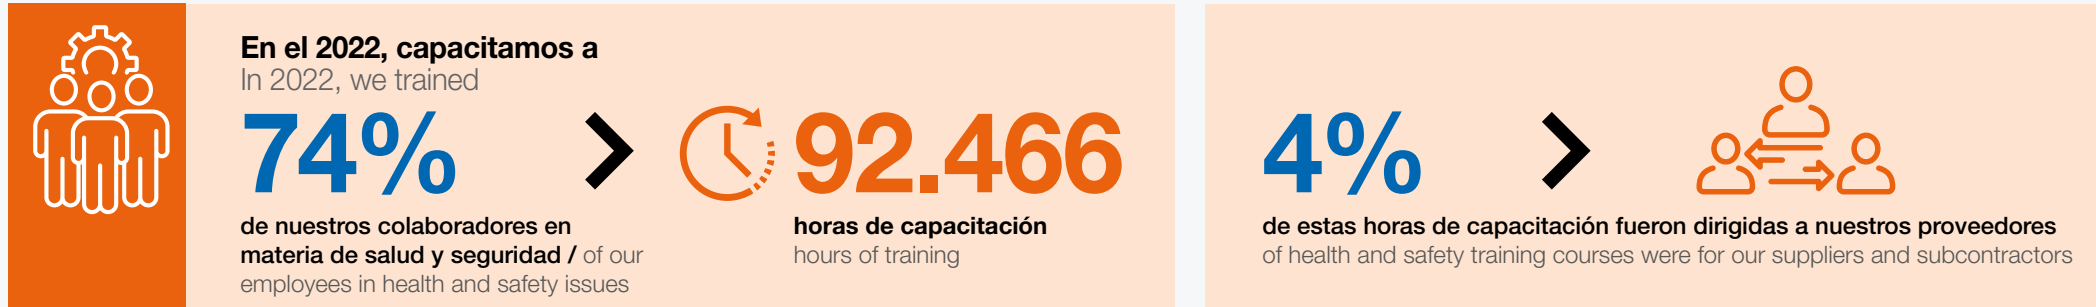 En el 2022, capacitamos a
In 2022, we trained
74%
de nuestros colaboradores en
materia de salud y seguridad / of our
employees in health and safety issues
92.466
horas de capacitación
hours of training
4%
de estas horas de capacitación fueron dirigidas a nuestros proveedores
of health and safety training courses were for our suppliers and subcontractors